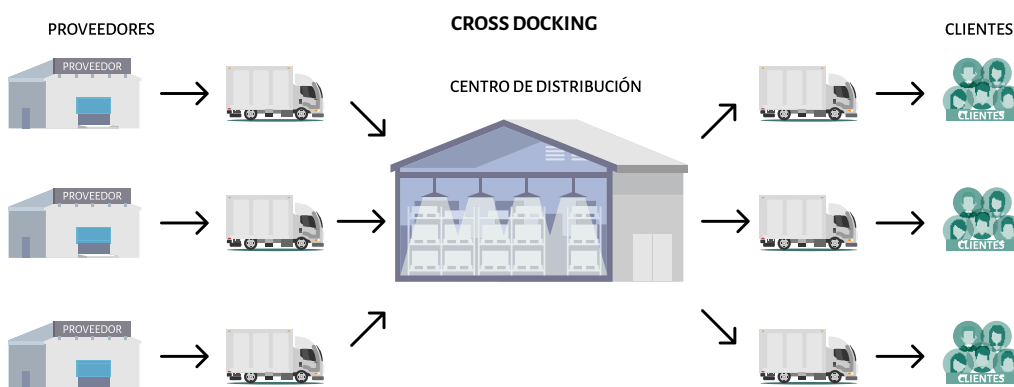 CROSS DOCKING
PROVEEDORES
CLIENTES
CENTRO DE DISTRIBUCIÓN
PROVEEDOR
CLIENTES
PROVEEDOR
CLIENTES
PROVEEDOR
CLIENTES